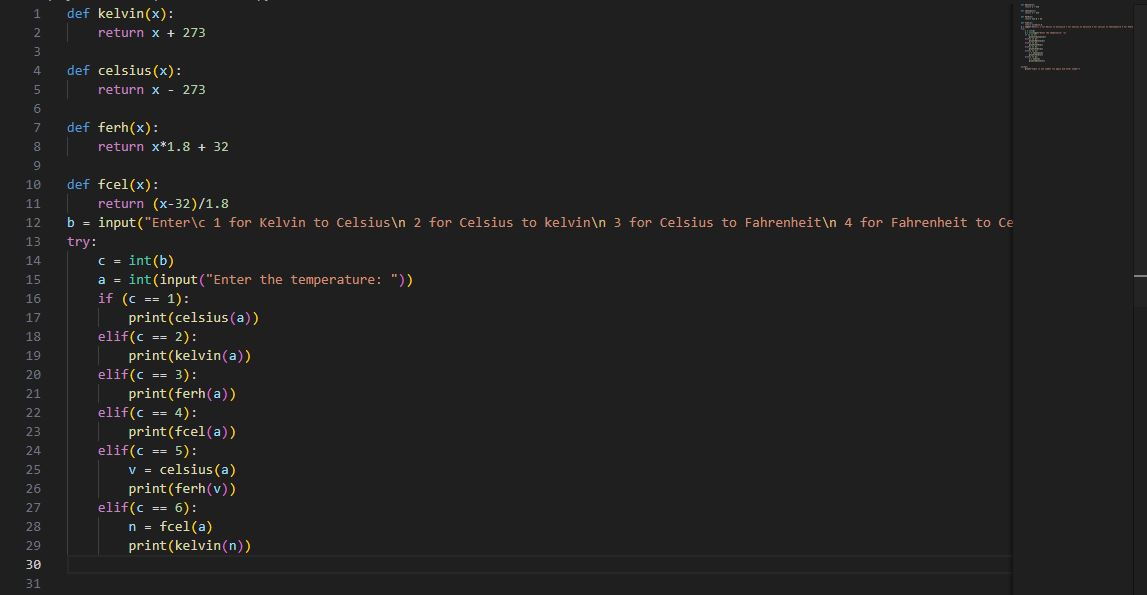 1 def kelvin(x):
2     return x + 273
3
4 def celsius(x):
5     return x - 273
6
7 def ferh(x):
8     return x*1.8 + 32
9
10 def fcel(x):
11     return (x-32)/1.8
12 b = input("Enter\c 1 for Kelvin to Celsius\n 2 for Celsius to kelvin\n 3 for Celsius to Fahrenheit\n 4 for Fahrenheit to Ce
13 try:
14     c = int(b)
15     a = int(input("Enter the temperature: "))
16     if (c == 1):
17         print(celsius(a))
18     elif(c == 2):
19         print(kelvin(a))
20     elif(c == 3):
21         print(ferh(a))
22     elif(c == 4):
23         print(fcel(a))
24     elif(c == 5):
25         v = celsius(a)
26         print(ferh(v))
27     elif(c == 6):
28         n = fcel(a)
29         print(kelvin(n))
30
31